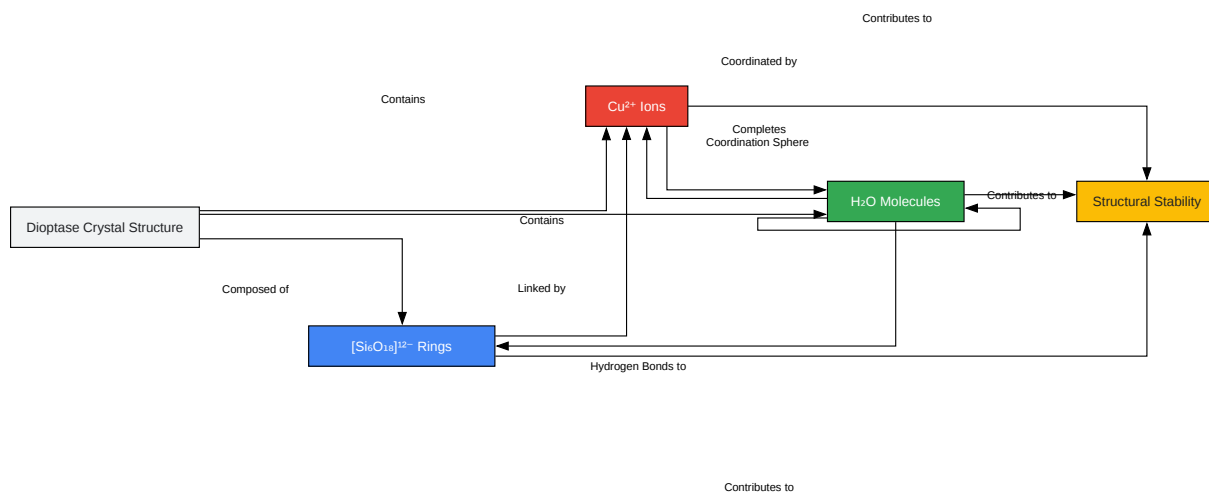 Contributes to
Coordinated by
Contains
Cu²⁺ Ions
Completes
Coordination Sphere
H₂O Molecules
Contributes to
Structural Stability
Dioptase Crystal Structure
Contains
Composed of
Linked by
[Si₆O₁₈]¹²⁻ Rings
Hydrogen Bonds to
Contributes to